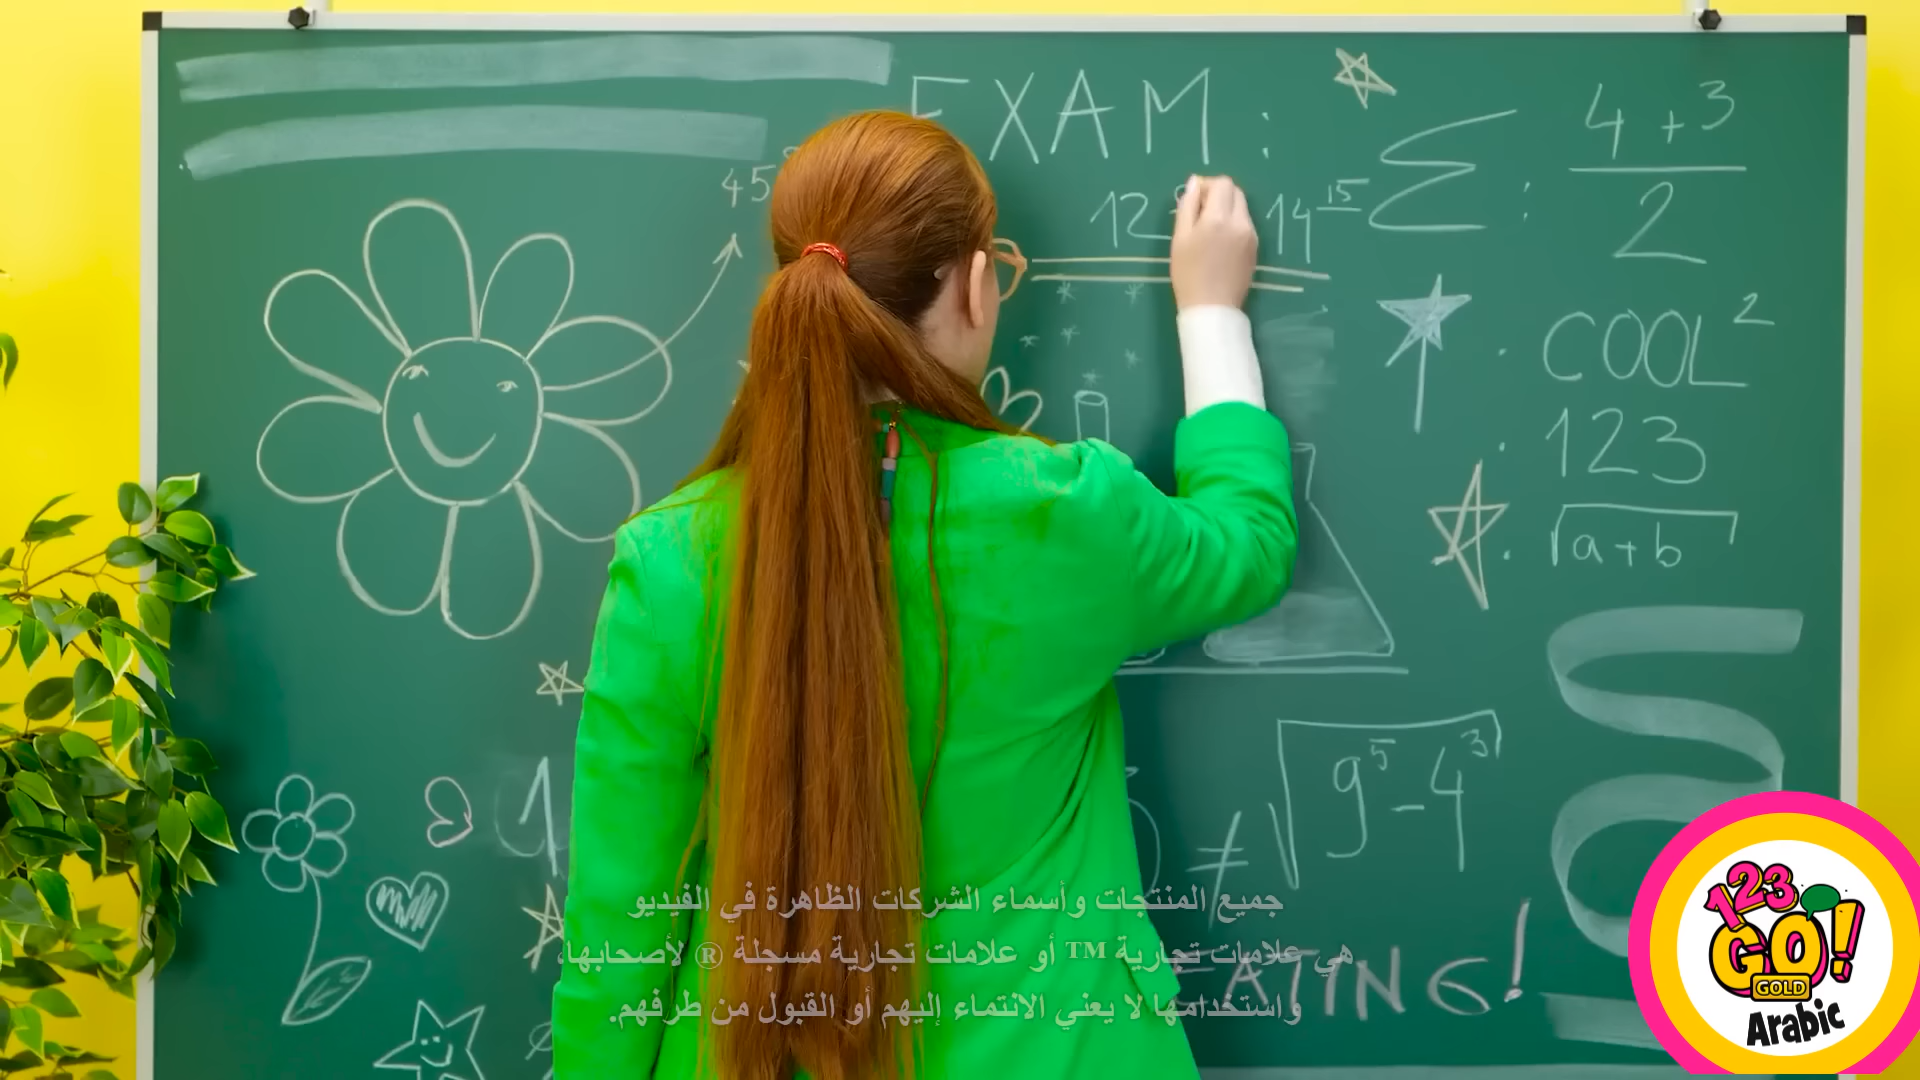 EXAM:
45
12 14 15
Σ : 4+3
2
• COOL 2
• 123
• √a+b
≠ √9 5 - 4 3
EATING!
جميع المنتجات وأسماء الشركات الظاهرة في الفيديو
هي علامات تجارية ™ أو علامات تجارية مسجلة ® لأصحابها،
واستخدامها لا يعني الانتماء إليهم أو القبول من طرفهم.
123
GO!
GOLD
Arabic